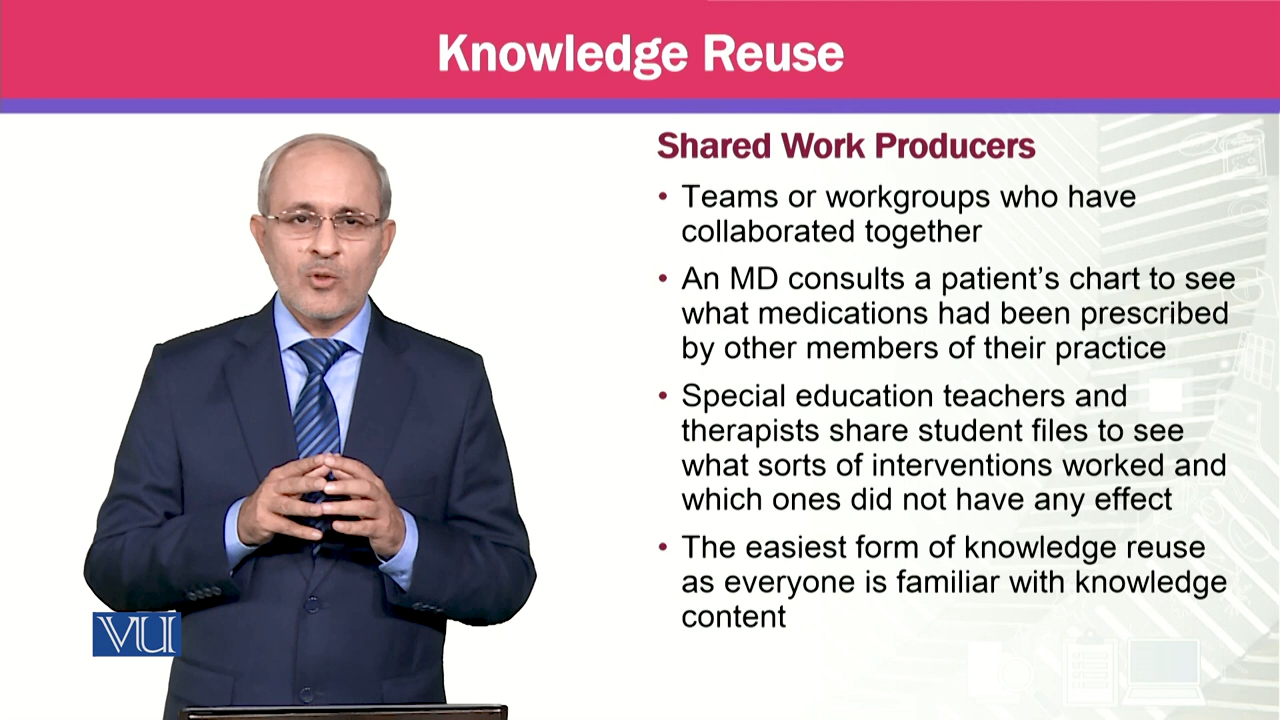 Knowledge Reuse
Shared Work Producers
• Teams or workgroups who have
collaborated together
• An MD consults a patient's chart to see
what medications had been prescribed
by other members of their practice
• Special education teachers and
therapists share student files to see
what sorts of interventions worked and
which ones did not have any effect
• The easiest form of knowledge reuse
as everyone is familiar with knowledge
content
VU